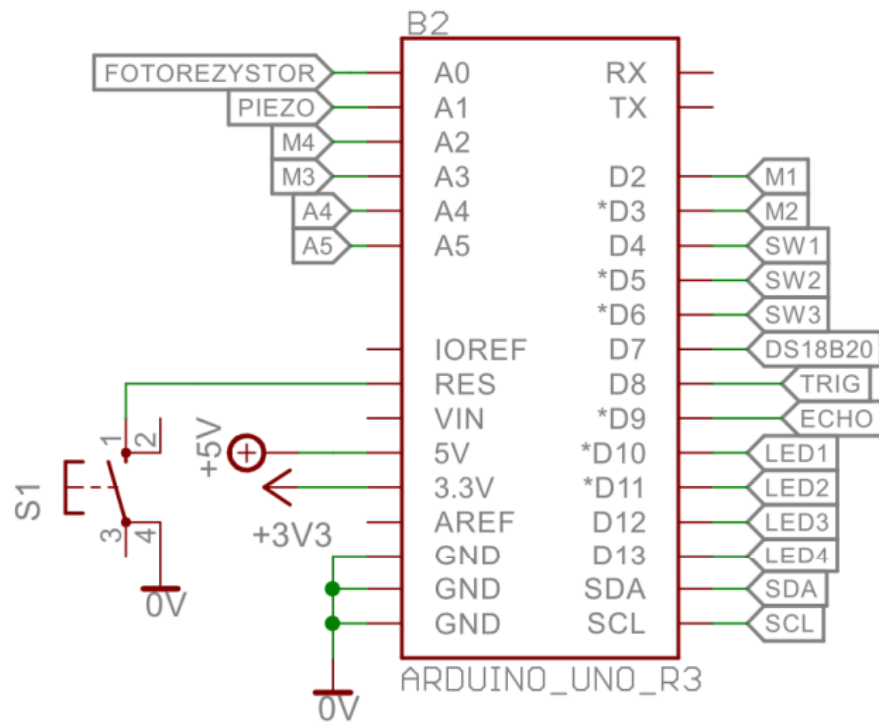 B2
FOTOREZYSTOR A0 RX
PIEZO A1 TX
M4 A2
M3 A3 D2 M1
A4 A4 *D3 M2
A5 A5 D4 SW1
*D5 SW2
*D6 SW3
IOREF D7 DS18B20
RES D8 TRIG
VIN *D9 ECHO
+5V 5V *D10 LED1
3.3V *D11 LED2
+3V3 AREF D12 LED3
GND D13 LED4
GND SDA SDA
GND SCL SCL
1 2
S1
3 4
0V
0V
ARDUINO_UNO_R3